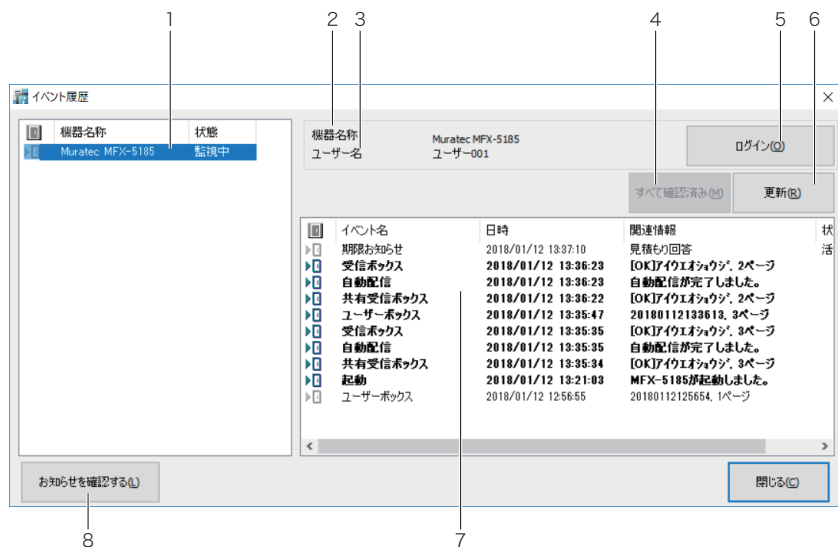 1 2 3 4 5 6
イベント履歴
機器名称 状態
Muratec MFX-5185 監視中
機器名称 Muratec MFX-5185
ユーザー名 ユーザー001
ログイン(O)
すべて確認済み(M) 更新(R)
イベント名 日時 関連情報 状
期限お知らせ 2018/01/12 13:37:10 見積もり回答 活
受信ボックス 2018/01/12 13:36:23 [OK]アイウエオショウジ, 2ページ
自動配信 2018/01/12 13:36:23 自動配信が完了しました。
共有受信ボックス 2018/01/12 13:36:22 [OK]アイウエオショウジ, 2ページ
ユーザーボックス 2018/01/12 13:35:47 20180112133613, 3ページ
受信ボックス 2018/01/12 13:35:35 [OK]アイウエオショウジ, 3ページ
自動配信 2018/01/12 13:35:35 自動配信が完了しました。
共有受信ボックス 2018/01/12 13:35:34 [OK]アイウエオショウジ, 3ページ
起動 2018/01/12 13:21:03 MFX-5185が起動しました。
ユーザーボックス 2018/01/12 12:56:55 20180112125654, 1ページ
お知らせを確認する(L) 閉じる(C)
8 7